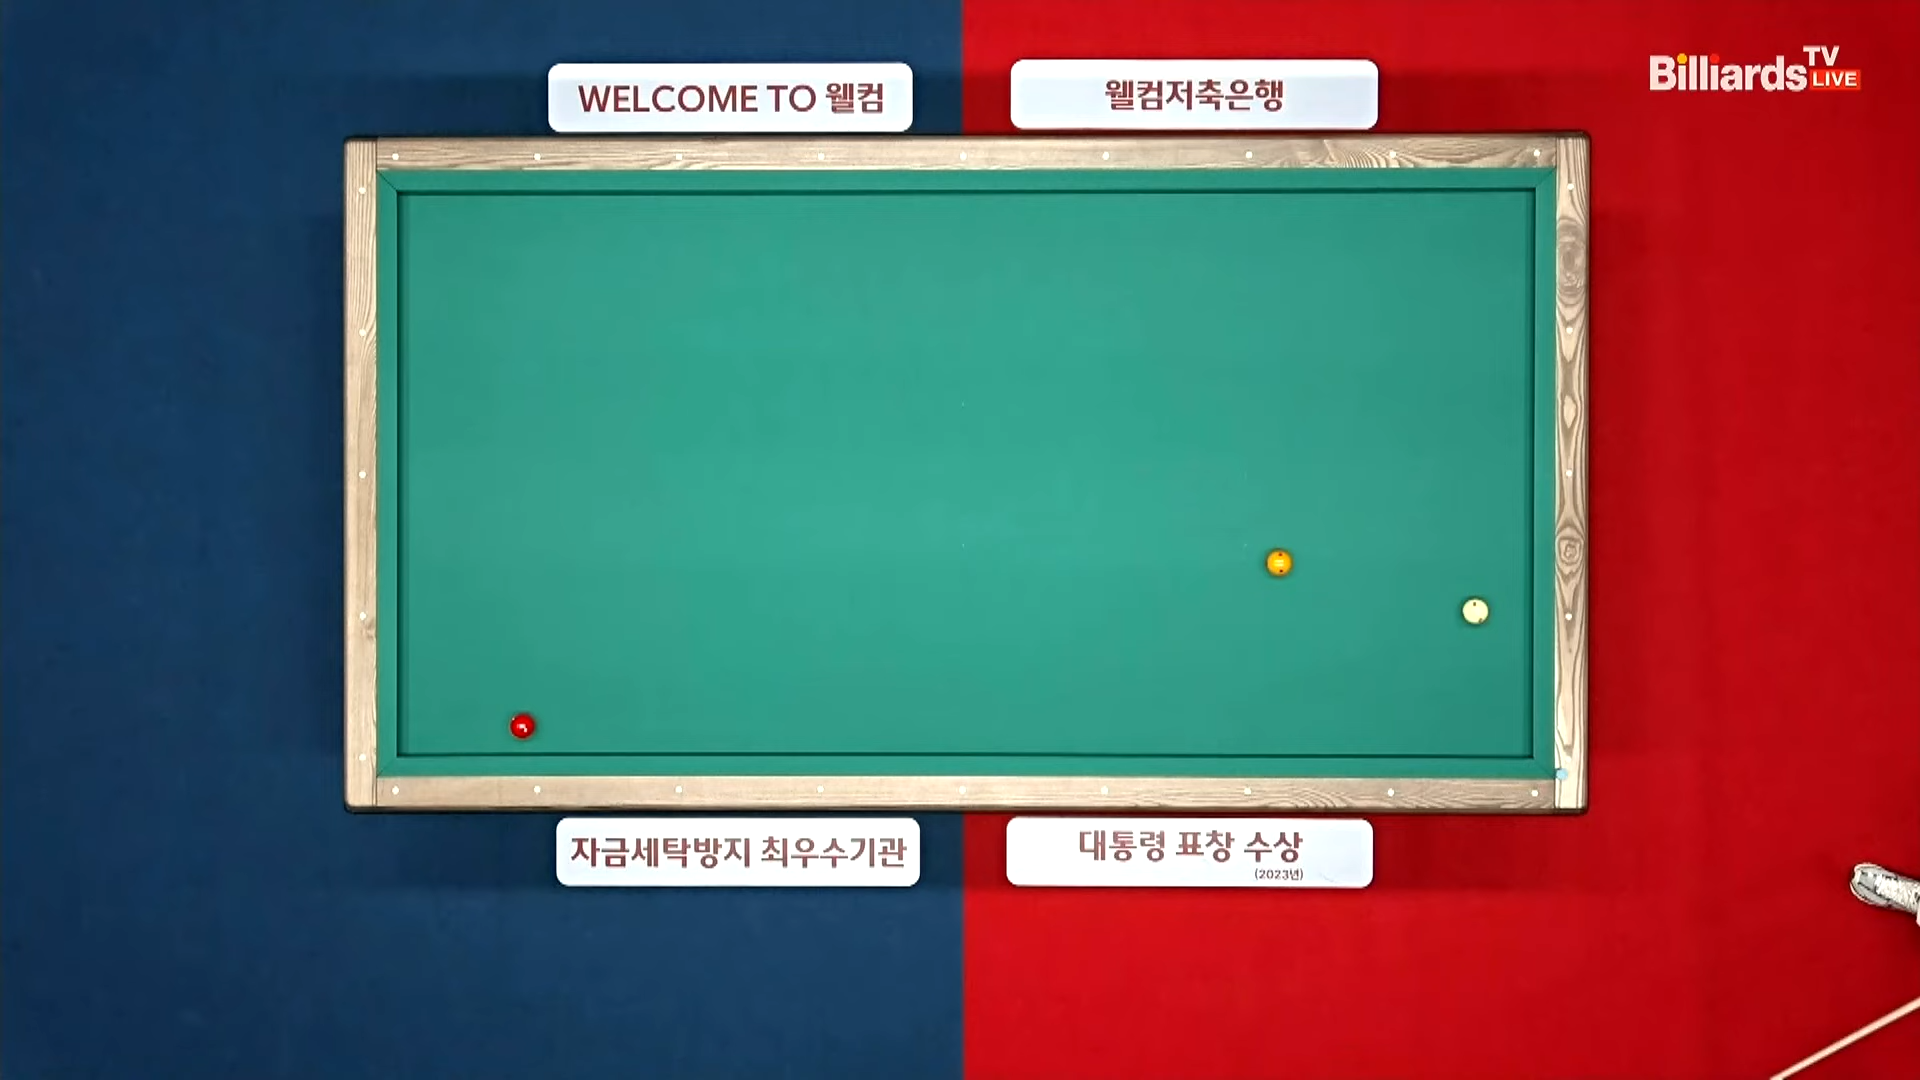 Billiards TV
LIVE
WELCOME TO 웰컴
웰컴저축은행
자금세탁방지 최우수기관
대통령 표창 수상
(2023년)